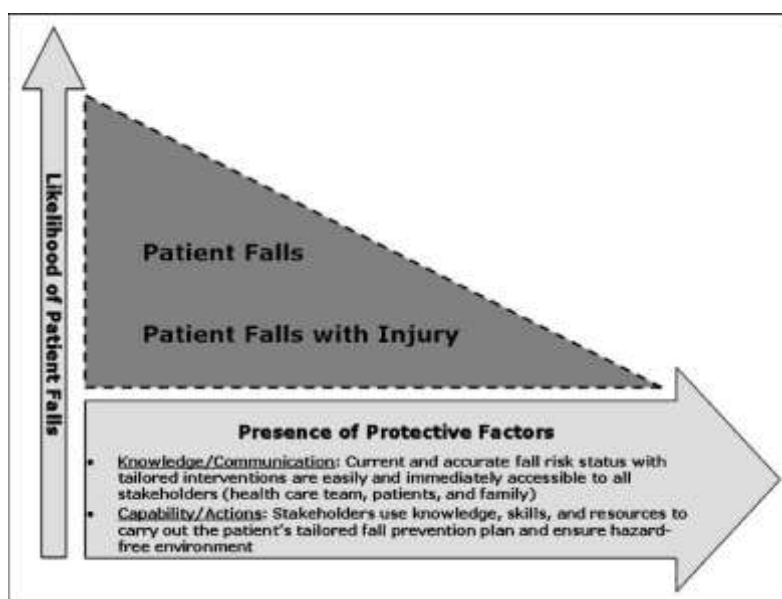 Likelihood of Patient Falls
Patient Falls
Patient Falls with Injury
Presence of Protective Factors
• Knowledge/Communication: Current and accurate fall risk status with
tailored interventions are easily and immediately accessible to all
stakeholders (health care team, patients, and family)
• Capability/Actions: Stakeholders use knowledge, skills, and resources to
carry out the patient's tailored fall prevention plan and ensure hazard-
free environment